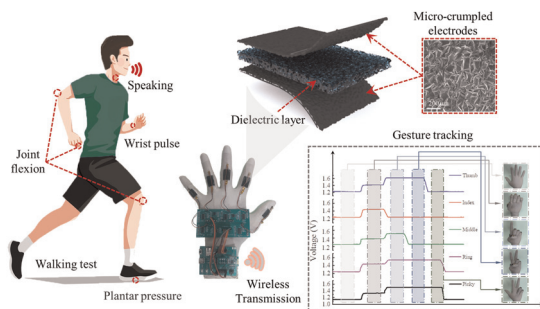 Speaking
Joint
flexion
Wrist pulse
Walking test
Plantar pressure
Wireless
Transmission
Dielectric layer
Micro-crumpled
electrodes
200μm
Gesture tracking
Voltage (V)
1.6
1.4
1.2
Thumb
1.6
1.4
1.2
Index
1.6
1.4
1.2
Middle
1.6
1.4
1.2
Ring
1.6
1.4
1.2
1.0
Pinky